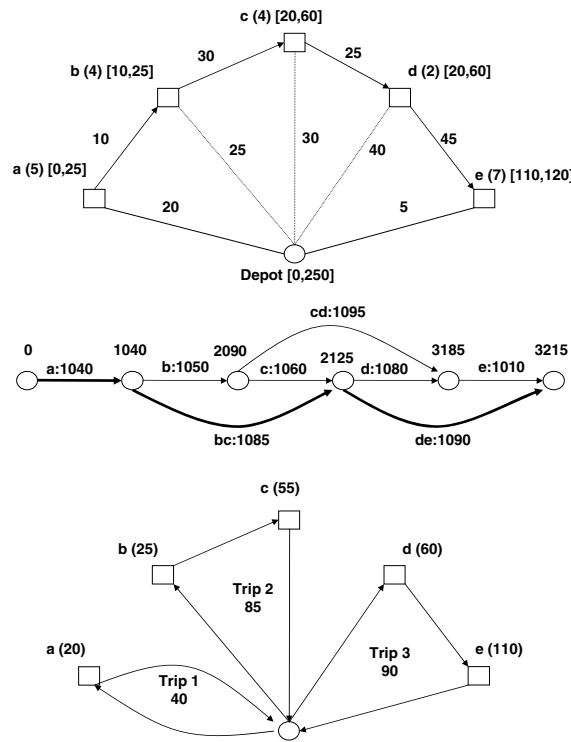 c (4) [20,60]
30
25
b (4) [10,25]
d (2) [20,60]
10
25
30
40
45
a (5) [0,25]
e (7) [110,120]
20
5
Depot [0,250]
cd:1095
0
1040
2090
2125
3185
3215
a:1040
b:1050
c:1060
d:1080
e:1010
bc:1085
de:1090
c (55)
b (25)
d (60)
Trip 2
85
a (20)
Trip 1
40
Trip 3
90
e (110)